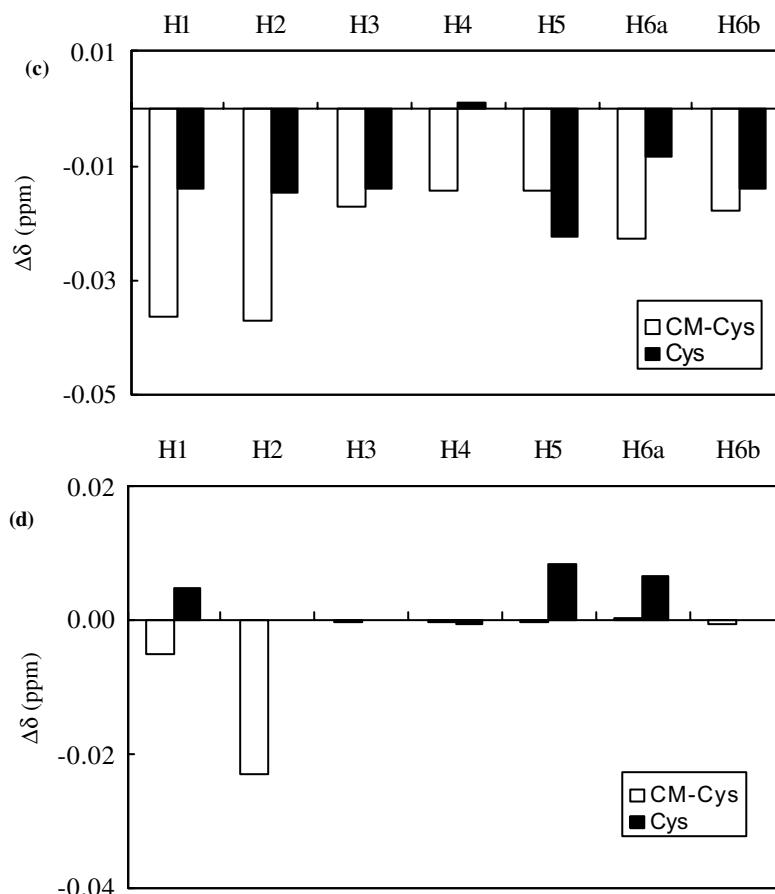 H1 H2 H3 H4 H5 H6a H6b
(c)
0.01
-0.01
-0.03
-0.05
Δδ (ppm)
CM-Cys
Cys
H1 H2 H3 H4 H5 H6a H6b
(d)
0.02
0.00
-0.02
-0.04
Δδ (ppm)
CM-Cys
Cys